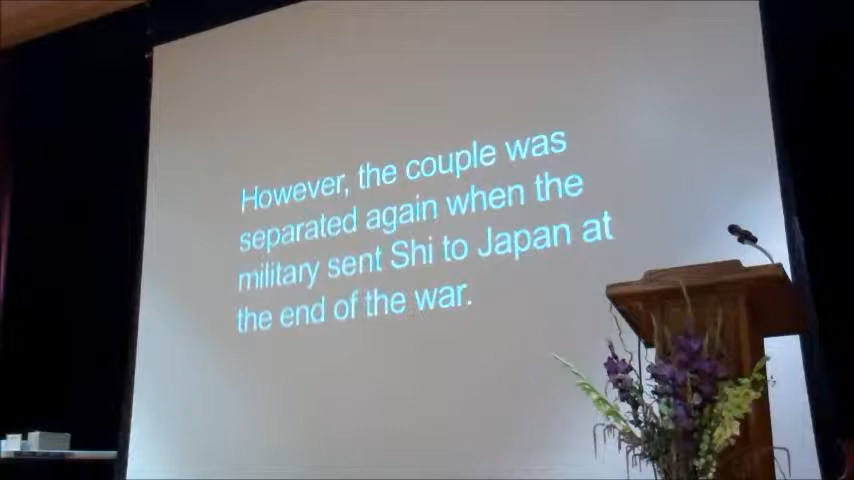 However, the couple was
separated again when the
military sent Shi to Japan at
the end of the war.